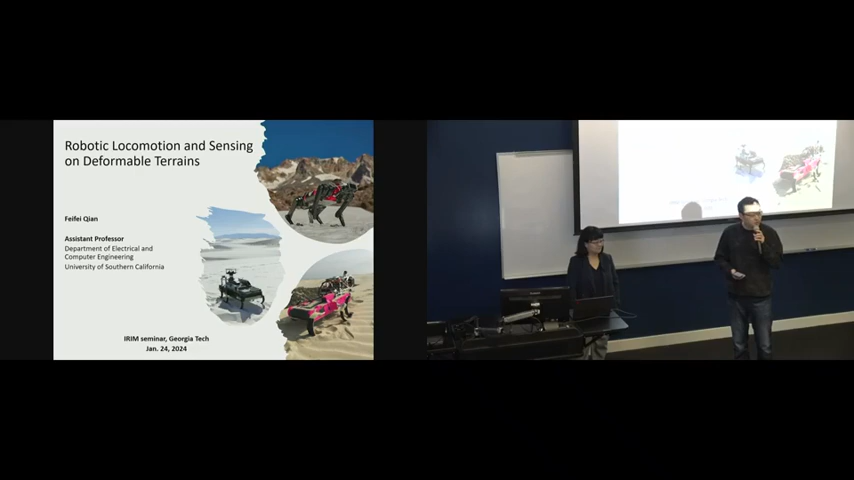 Robotic Locomotion and Sensing
on Deformable Terrains
Feifei Qian
Assistant Professor
Department of Electrical and
Computer Engineering
University of Southern California
IRIM seminar, Georgia Tech
Jan. 24, 2024